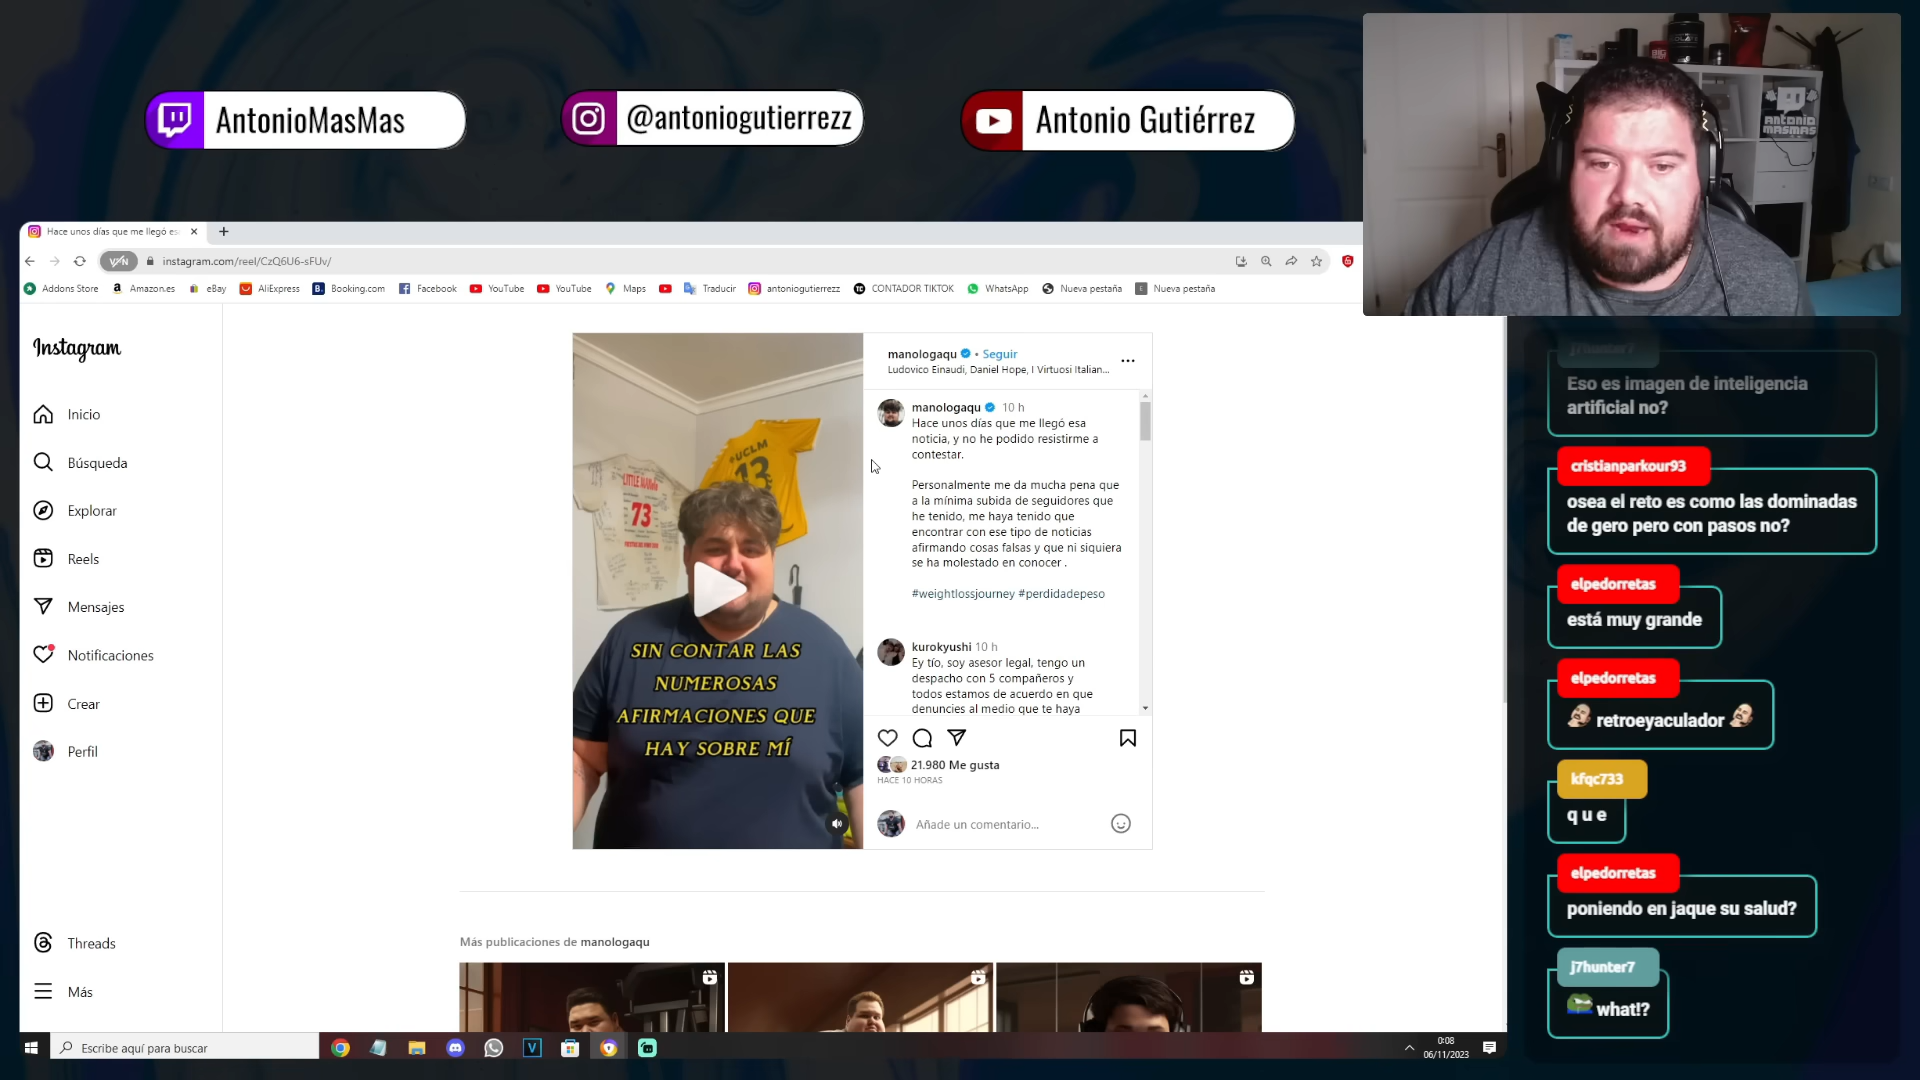 AntonioMasMas
@antoniogutierrezz
Antonio Gutiérrez
ANTONIO
MASMAS
Hace unos días que me llegó es
VPN
instagram.com/reel/CzQ6U6-sFUv/
Addons Store
Amazon.es
eBay
AliExpress
Booking.com
Facebook
YouTube
YouTube
Maps
Traducir
antoniogutierrezz
CONTADOR TIKTOK
WhatsApp
Nueva pestaña
Nueva pestaña
Instagram
Inicio
Búsqueda
Explorar
Reels
Mensajes
Notificaciones
Crear
Perfil
Threads
Más
UCLM
13
LITTLE
73
SIN CONTAR LAS
NUMEROSAS
AFIRMACIONES QUE
HAY SOBRE MÍ
manologaqu • Seguir
Ludovico Einaudi, Daniel Hope, I Virtuosi Italian...
manologaqu 10 h
Hace unos días que me llegó esa
noticia, y no he podido resistirme a
contestar.
Personalmente me da mucha pena que
a la mínima subida de seguidores que
he tenido, me haya tenido que
encontrar con ese tipo de noticias
afirmando cosas falsas y que ni siquiera
se ha molestado en conocer .
#weightlossjourney #perdidadepeso
kurokyushi 10 h
Ey tío, soy asesor legal, tengo un
despacho con 5 compañeros y
todos estamos de acuerdo en que
denuncies al medio que te haya
21.980 Me gusta
HACE 10 HORAS
Añade un comentario...
Más publicaciones de manologaqu
j7hunter7
Eso es imagen de inteligencia
artificial no?
cristianparkour93
osea el reto es como las dominadas
de gero pero con pasos no?
elpedorretas
está muy grande
elpedorretas
retroeyaculador
kfqc733
q u e
elpedorretas
poniendo en jaque su salud?
j7hunter7
what!?
Escribe aquí para buscar
0:08
06/11/2023